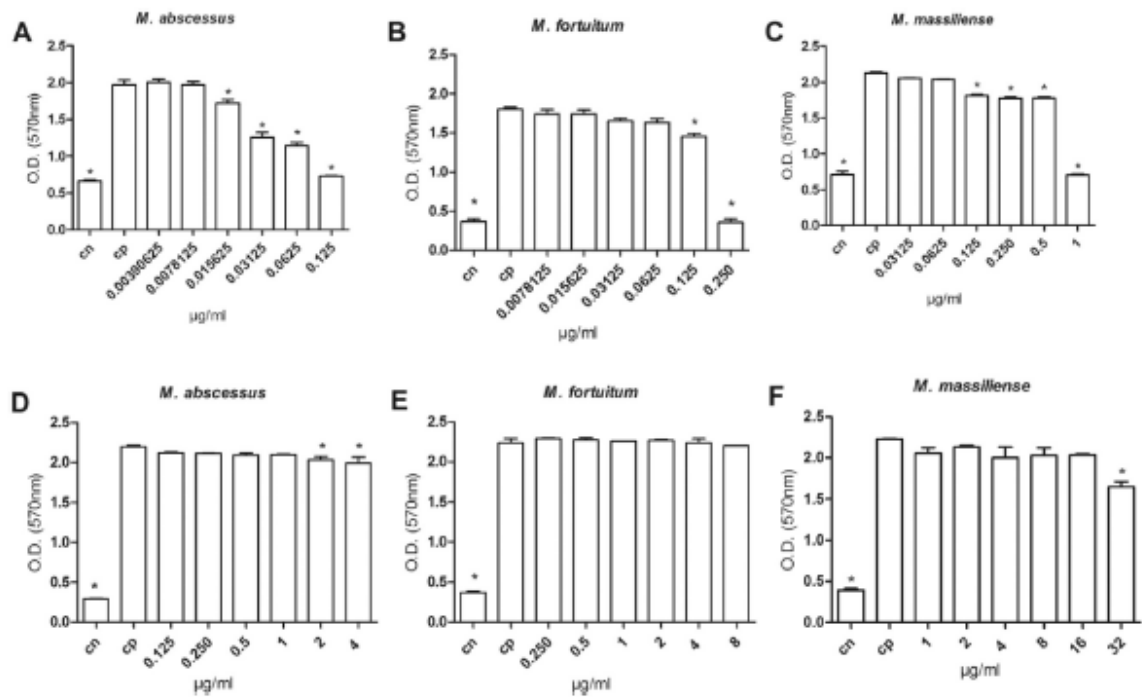 A
M. abscessus
O.D. (570nm)
2.5
2.0
1.5
1.0
0.5
0.0
*
*
*
*
*
cn
cp
0.00390625
0.0078125
0.015625
0.03125
0.0625
0.125
µg/ml
B
M. fortuitum
O.D. (570nm)
2.5
2.0
1.5
1.0
0.5
0.0
*
*
*
cn
cp
0.0078125
0.015625
0.03125
0.0625
0.125
0.250
µg/ml
C
M. massiliense
O.D. (570nm)
2.5
2.0
1.5
1.0
0.5
0.0
*
*
*
*
*
cn
cp
0.03125
0.0625
0.125
0.250
0.5
1
µg/ml
D
M. abscessus
O.D. (570nm)
2.5
2.0
1.5
1.0
0.5
0.0
*
*
*
cn
cp
0.125
0.250
0.5
1
2
4
µg/ml
E
M. fortuitum
O.D. (570nm)
2.5
2.0
1.5
1.0
0.5
0.0
*
cn
cp
0.250
0.5
1
2
4
8
µg/ml
F
M. massiliense
O.D. (570nm)
2.5
2.0
1.5
1.0
0.5
0.0
*
*
cn
cp
1
2
4
8
16
32
µg/ml